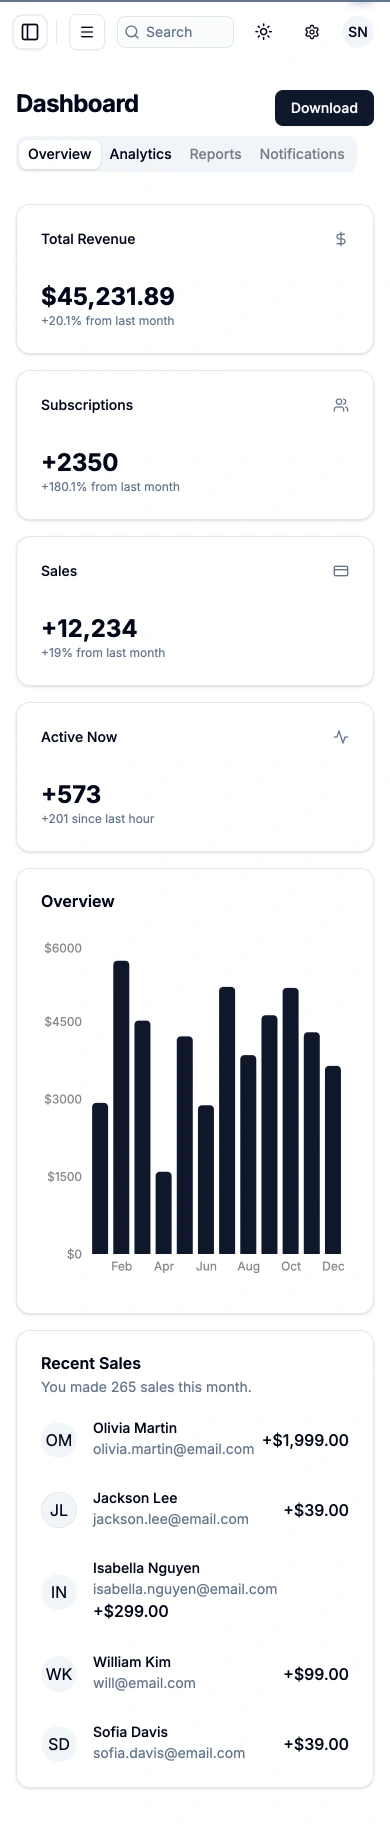 Search
SN
Dashboard
Download
Overview Analytics Reports Notifications
Total Revenue
$45,231.89
+20.1% from last month
Subscriptions
+2350
+180.1% from last month
Sales
+12,234
+19% from last month
Active Now
+573
+201 since last hour
Overview
$6000
$4500
$3000
$1500
$0
Feb Apr Jun Aug Oct Dec
Recent Sales
You made 265 sales this month.
OM
Olivia Martin
olivia.martin@email.com
+$1,999.00
JL
Jackson Lee
jackson.lee@email.com
+$39.00
IN
Isabella Nguyen
isabella.nguyen@email.com
+$299.00
WK
William Kim
will@email.com
+$99.00
SD
Sofia Davis
sofia.davis@email.com
+$39.00